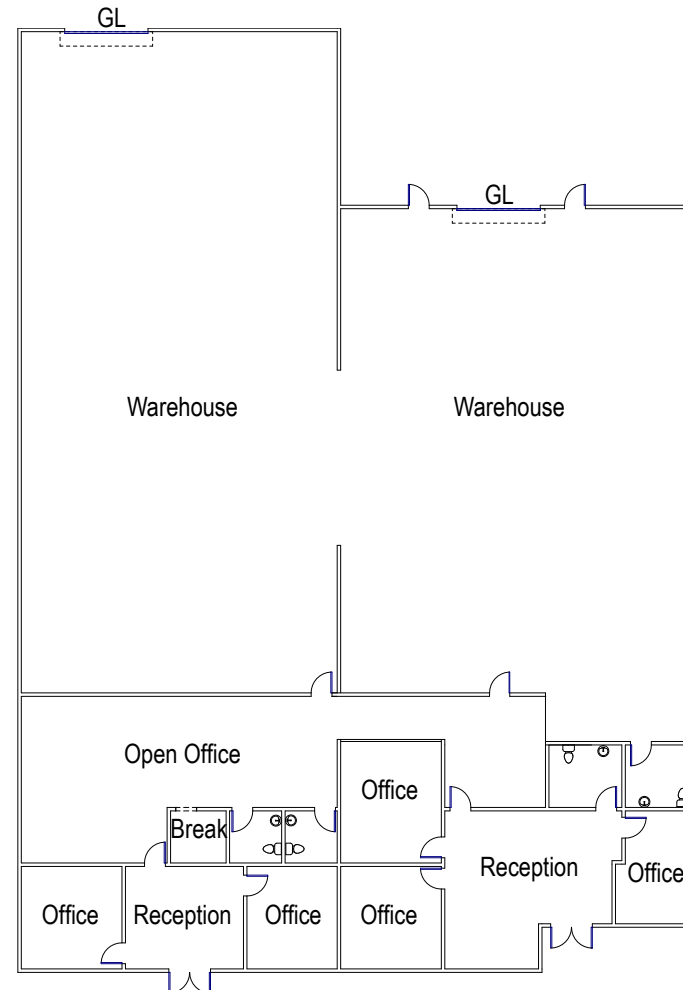 GL
GL
Warehouse
Warehouse
Open Office
Office
Break
Reception
Office
Office
Reception
Office
Office